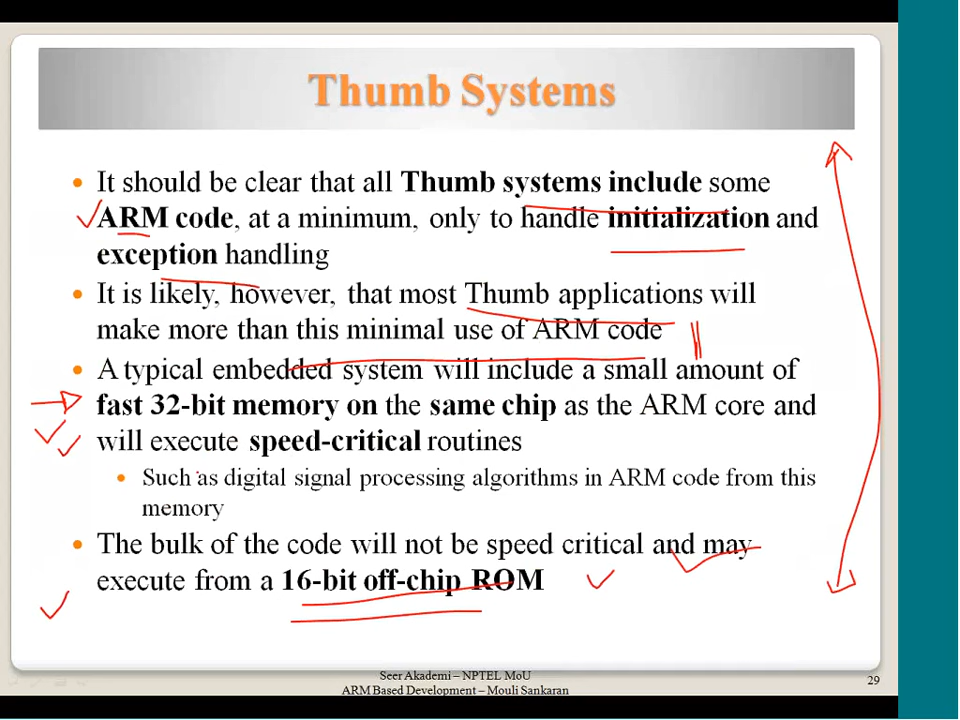 Thumb Systems
• It should be clear that all Thumb systems include some
ARM code, at a minimum, only to handle initialization and
exception handling
• It is likely, however, that most Thumb applications will
make more than this minimal use of ARM code
• A typical embedded system will include a small amount of
fast 32-bit memory on the same chip as the ARM core and
will execute speed-critical routines
• Such as digital signal processing algorithms in ARM code from this
memory
• The bulk of the code will not be speed critical and may
execute from a 16-bit off-chip ROM
Seer Akademi – NPTEL MoU
ARM Based Development – Mouli Sankaran
29